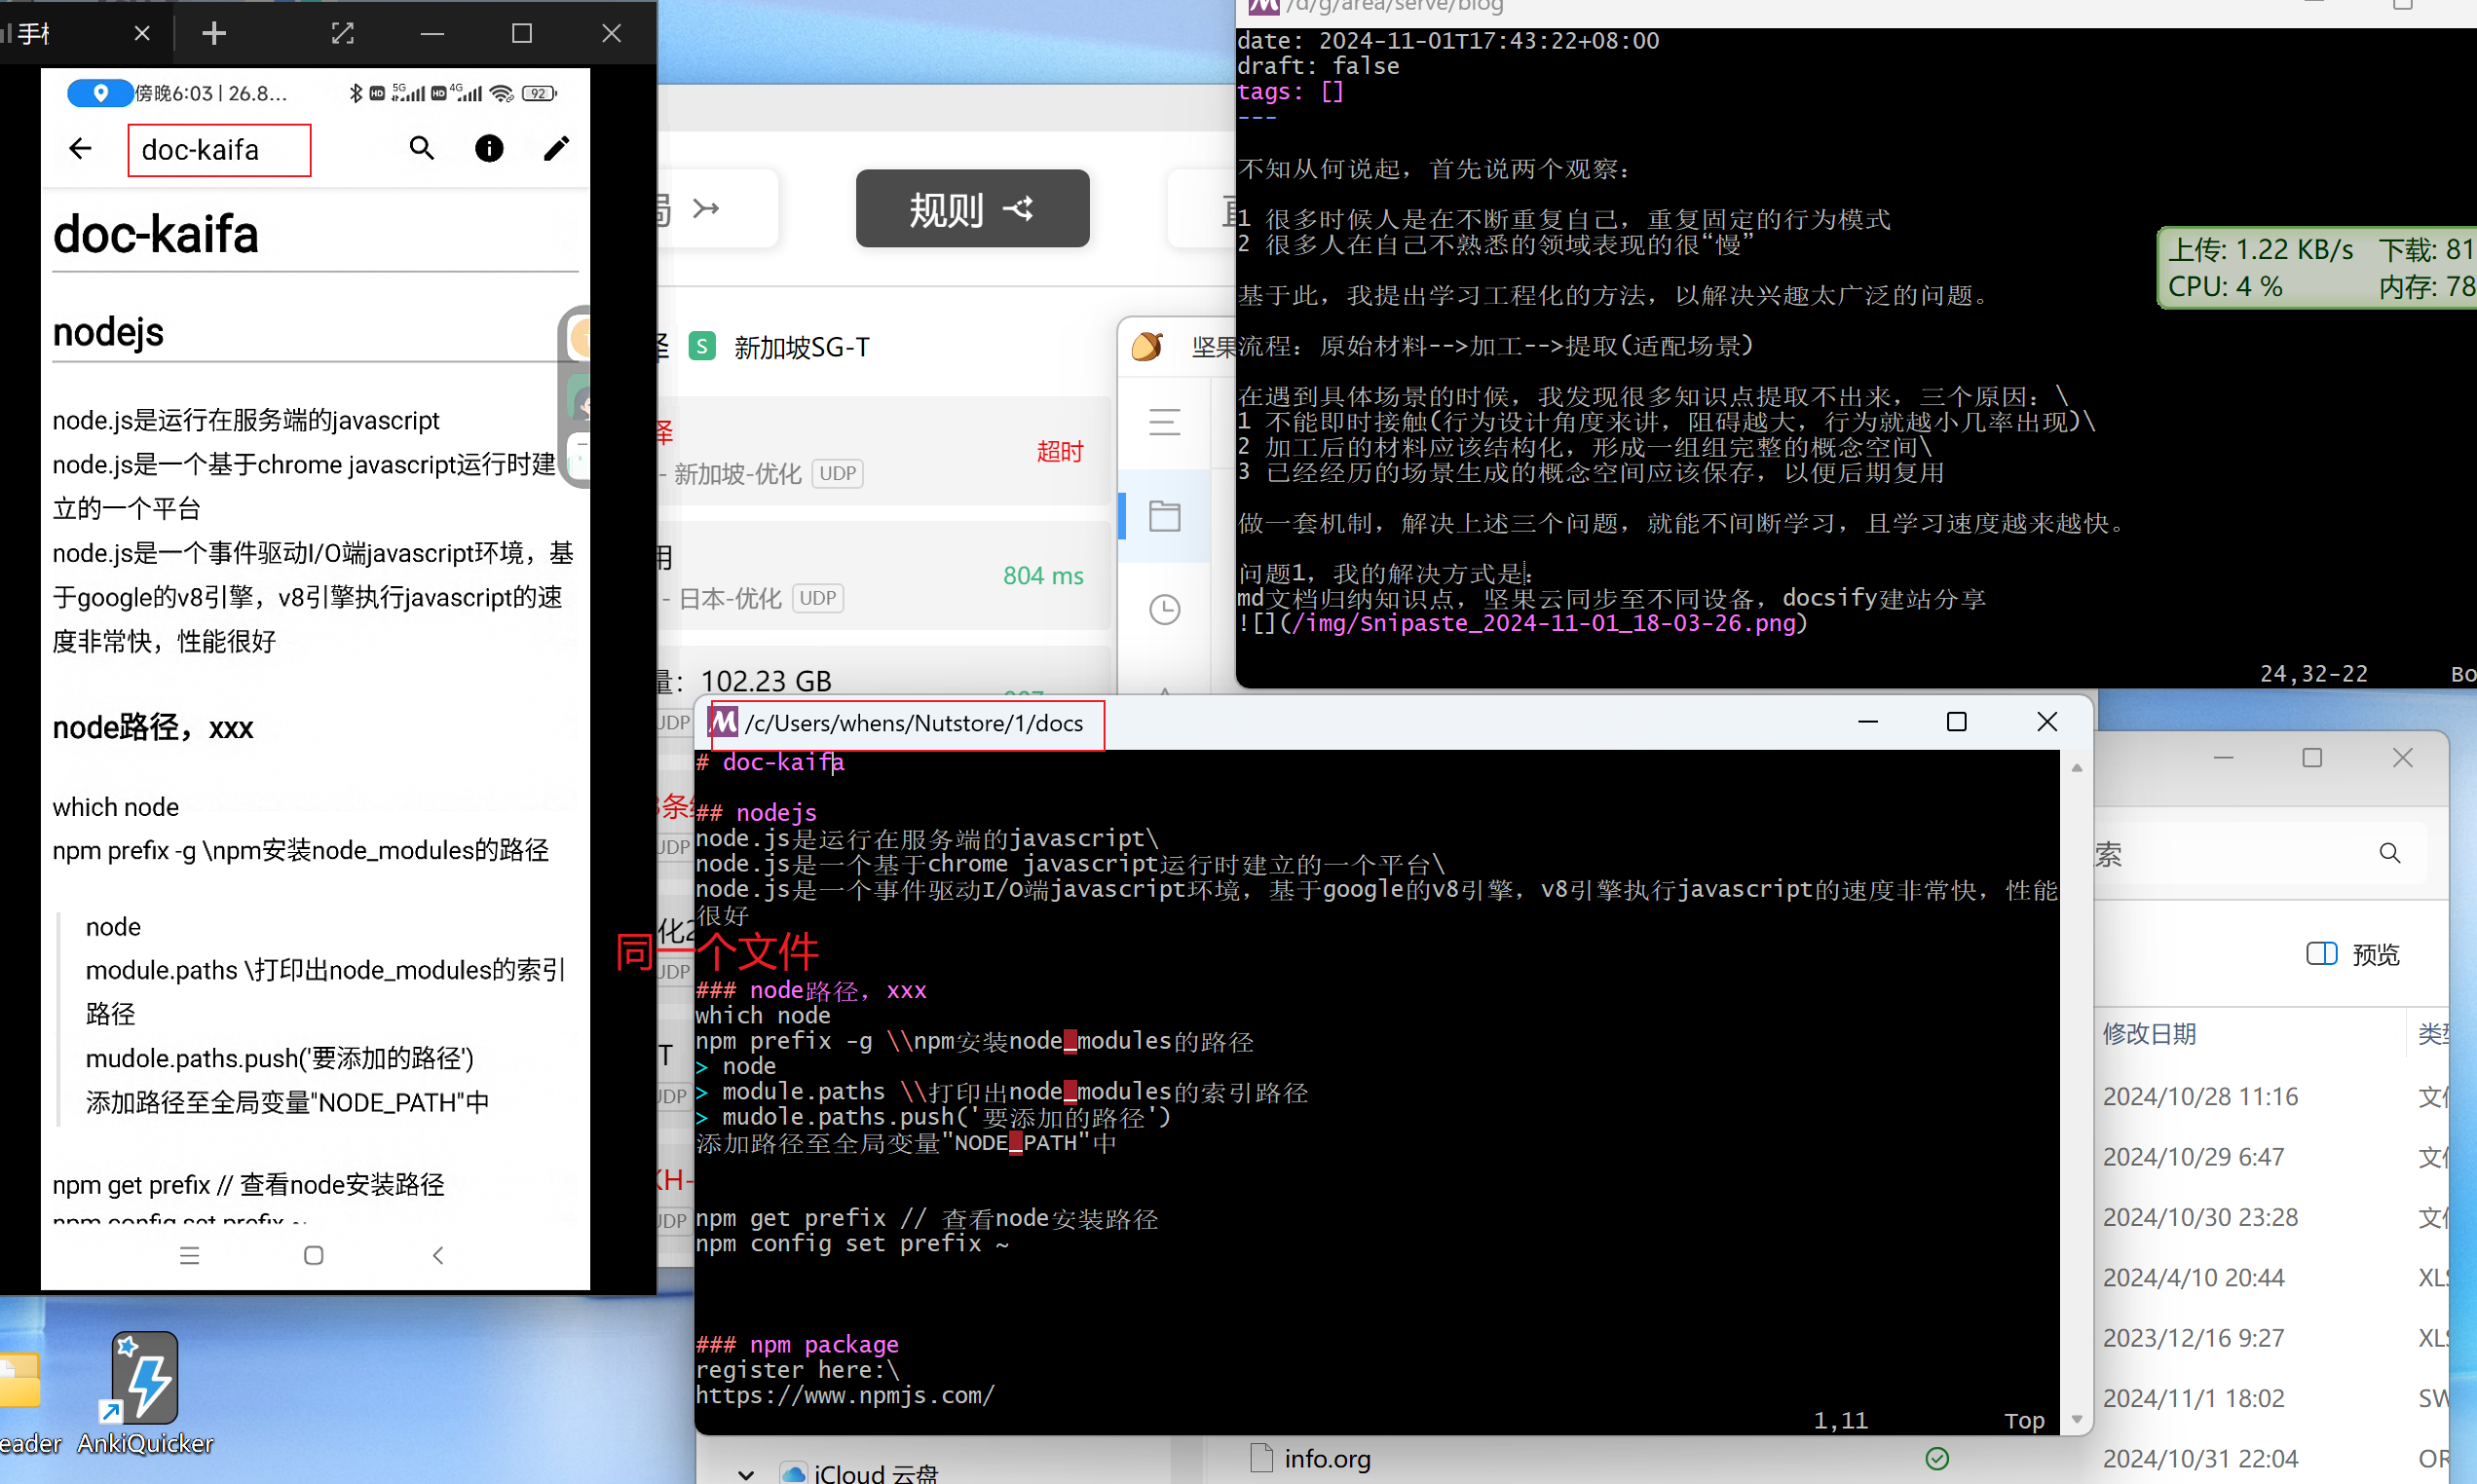 手机
傍晚6:03 | 26.8...
5G
4G
92
doc-kaifa
doc-kaifa
nodejs
node.js是运行在服务端的javascript
node.js是一个基于chrome javascript运行时建
立的一个平台
node.js是一个事件驱动I/O端javascript环境，基
于google的v8引擎，v8引擎执行javascript的速
度非常快，性能很好
node路径，xxx
which node
npm prefix -g \npm安装node_modules的路径
node
module.paths \打印出node_modules的索引
路径
mudole.paths.push('要添加的路径')
添加路径至全局变量"NODE_PATH"中
npm get prefix // 查看node安装路径
npm config set prefix ~
eader
AnkiQuicker
局
规则
S 新加坡SG-T
择
- 新加坡-优化 UDP
超时
用
- 日本-优化 UDP
804 ms
量：102.23 GB
UDP
条
UDP
化2
UDP
T
UDP
KH-
UDP
坚果
/d/g/area/serve/blog
date: 2024-11-01T17:43:22+08:00
draft: false
tags: []
---
不知从何说起，首先说两个观察：
1 很多时候人是在不断重复自己，重复固定的行为模式
2 很多人在自己不熟悉的领域表现的很“慢”
基于此，我提出学习工程化的方法，以解决兴趣太广泛的问题。
流程：原始材料-->加工-->提取(适配场景)
在遇到具体场景的时候，我发现很多知识点提取不出来，三个原因：\
1 不能即时接触(行为设计角度来讲，阻碍越大，行为就越小几率出现)\
2 加工后的材料应该结构化，形成一组组完整的概念空间\
3 已经经历的场景生成的概念空间应该保存，以便后期复用
做一套机制，解决上述三个问题，就能不间断学习，且学习速度越来越快。
问题1，我的解决方式是：
md文档归纳知识点，坚果云同步至不同设备，docsify建站分享
![](/img/Snipaste_2024-11-01_18-03-26.png)
24,32-22 Bo
上传: 1.22 KB/s 下载: 81
CPU: 4 % 内存: 78
/c/Users/whens/Nutstore/1/docs
# doc-kaifa
## nodejs
node.js是运行在服务端的javascript\
node.js是一个基于chrome javascript运行时建立的一个平台\
node.js是一个事件驱动I/O端javascript环境，基于google的v8引擎，v8引擎执行javascript的速度非常快，性能
很好
同一个文件
### node路径，xxx
which node
npm prefix -g \\npm安装node_modules的路径
> node
> module.paths \\打印出node_modules的索引路径
> mudole.paths.push('要添加的路径')
添加路径至全局变量"NODE_PATH"中
npm get prefix // 查看node安装路径
npm config set prefix ~
### npm package
register here:\
https://www.npmjs.com/
1,11 Top
索
预览
修改日期 类型
2024/10/28 11:16 文件
2024/10/29 6:47 文件
2024/10/30 23:28 文件
2024/4/10 20:44 XLS
2023/12/16 9:27 XLS
2024/11/1 18:02 SW
2024/10/31 22:04 OR
iCloud 云盘
info.org